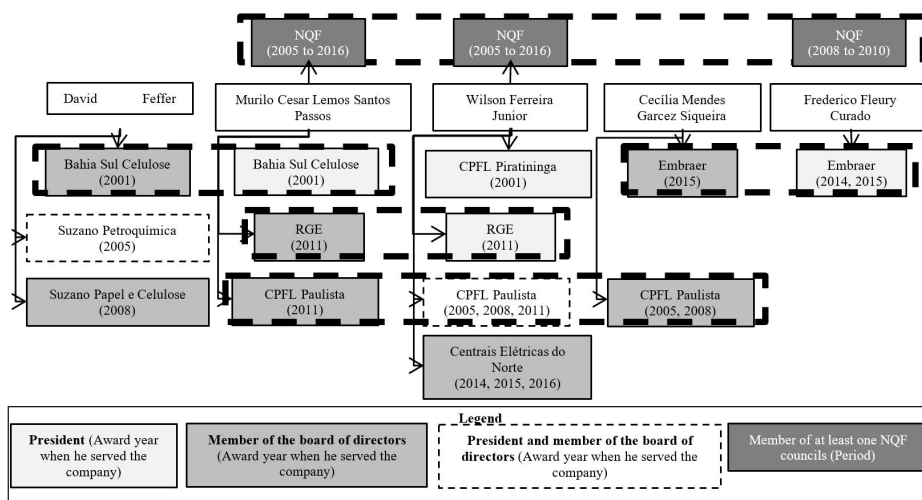 NQF
(2005 to 2016)
NQF
(2005 to 2016)
NQF
(2008 to 2010)
David Feffer
Murilo Cesar Lemos Santos
Passos
Wilson Ferreira
Junior
Cecília Mendes
Garcez Siqueira
Frederico Fleury
Curado
Bahia Sul Celulose
(2001)
Bahia Sul Celulose
(2001)
CPFL Piratininga
(2001)
Embraer
(2015)
Embraer
(2014, 2015)
Suzano Petroquímica
(2005)
RGE
(2011)
RGE
(2011)
Suzano Papel e Celulose
(2008)
CPFL Paulista
(2011)
CPFL Paulista
(2005, 2008, 2011)
CPFL Paulista
(2005, 2008)
Centrais Elétricas do
Norte
(2014, 2015, 2016)
Legend
President (Award year
when he served the
company)
Member of the board of directors
(Award year when he served the
company)
President and member of the board of
directors (Award year when he served the
company)
Member of at least one NQF
councils (Period)